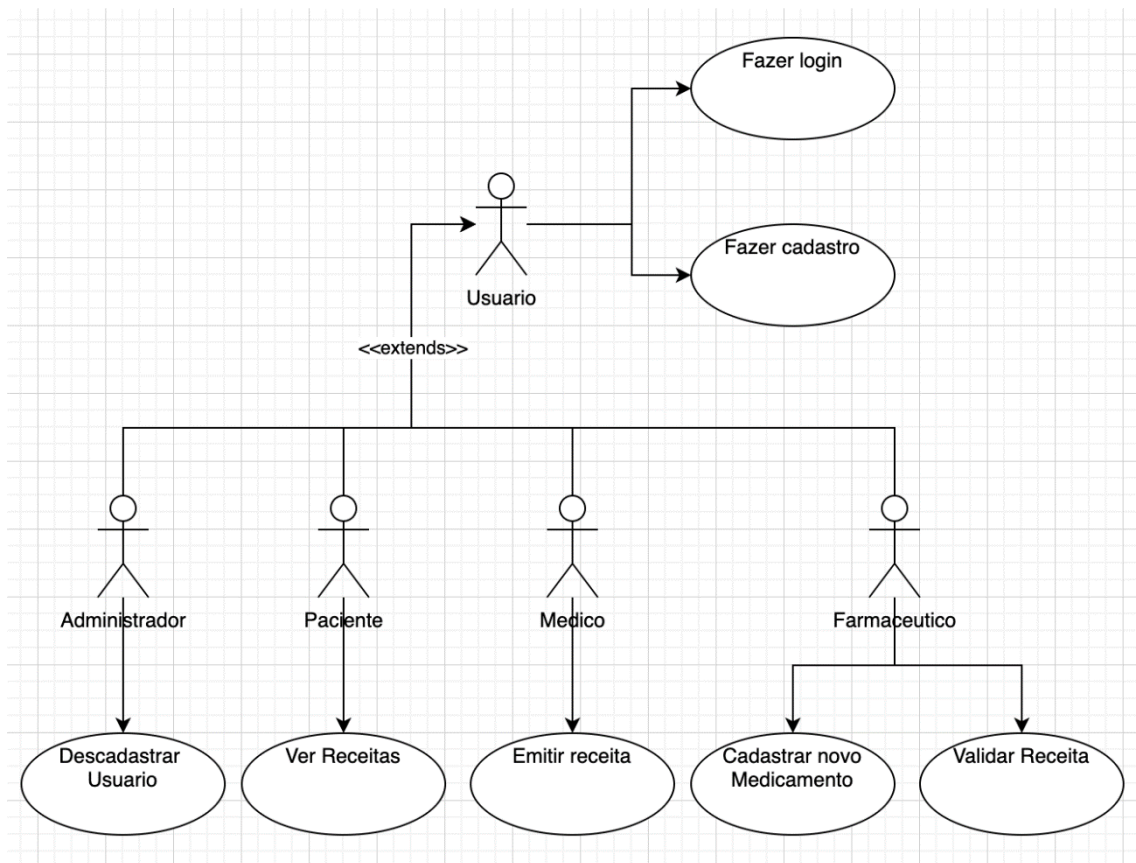 Fazer login
Fazer cadastro
Usuario
<<extends>>
Administrador
Paciente
Medico
Farmaceutico
Descadastrar
Usuario
Ver Receitas
Emitir receita
Cadastrar novo
Medicamento
Validar Receita